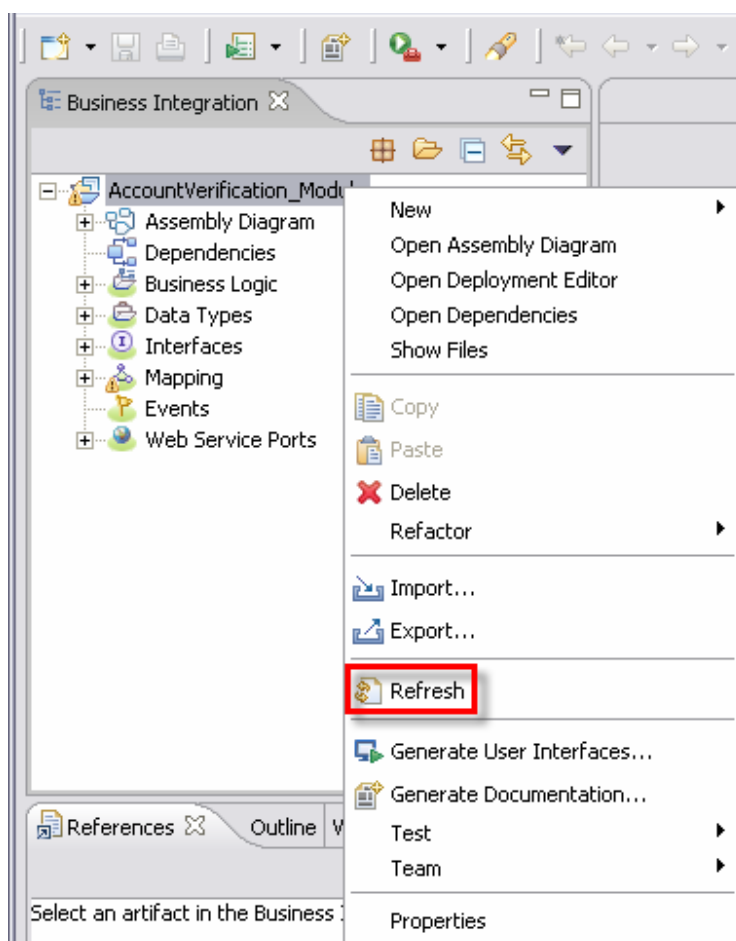 Business Integration
AccountVerification_Modul
Assembly Diagram
Dependencies
Business Logic
Data Types
Interfaces
Mapping
Events
Web Service Ports
New
Open Assembly Diagram
Open Deployment Editor
Open Dependencies
Show Files
Copy
Paste
Delete
Refactor
Import...
Export...
Refresh
Generate User Interfaces...
Generate Documentation...
Test
Team
Properties
References
Outline
Select an artifact in the Business